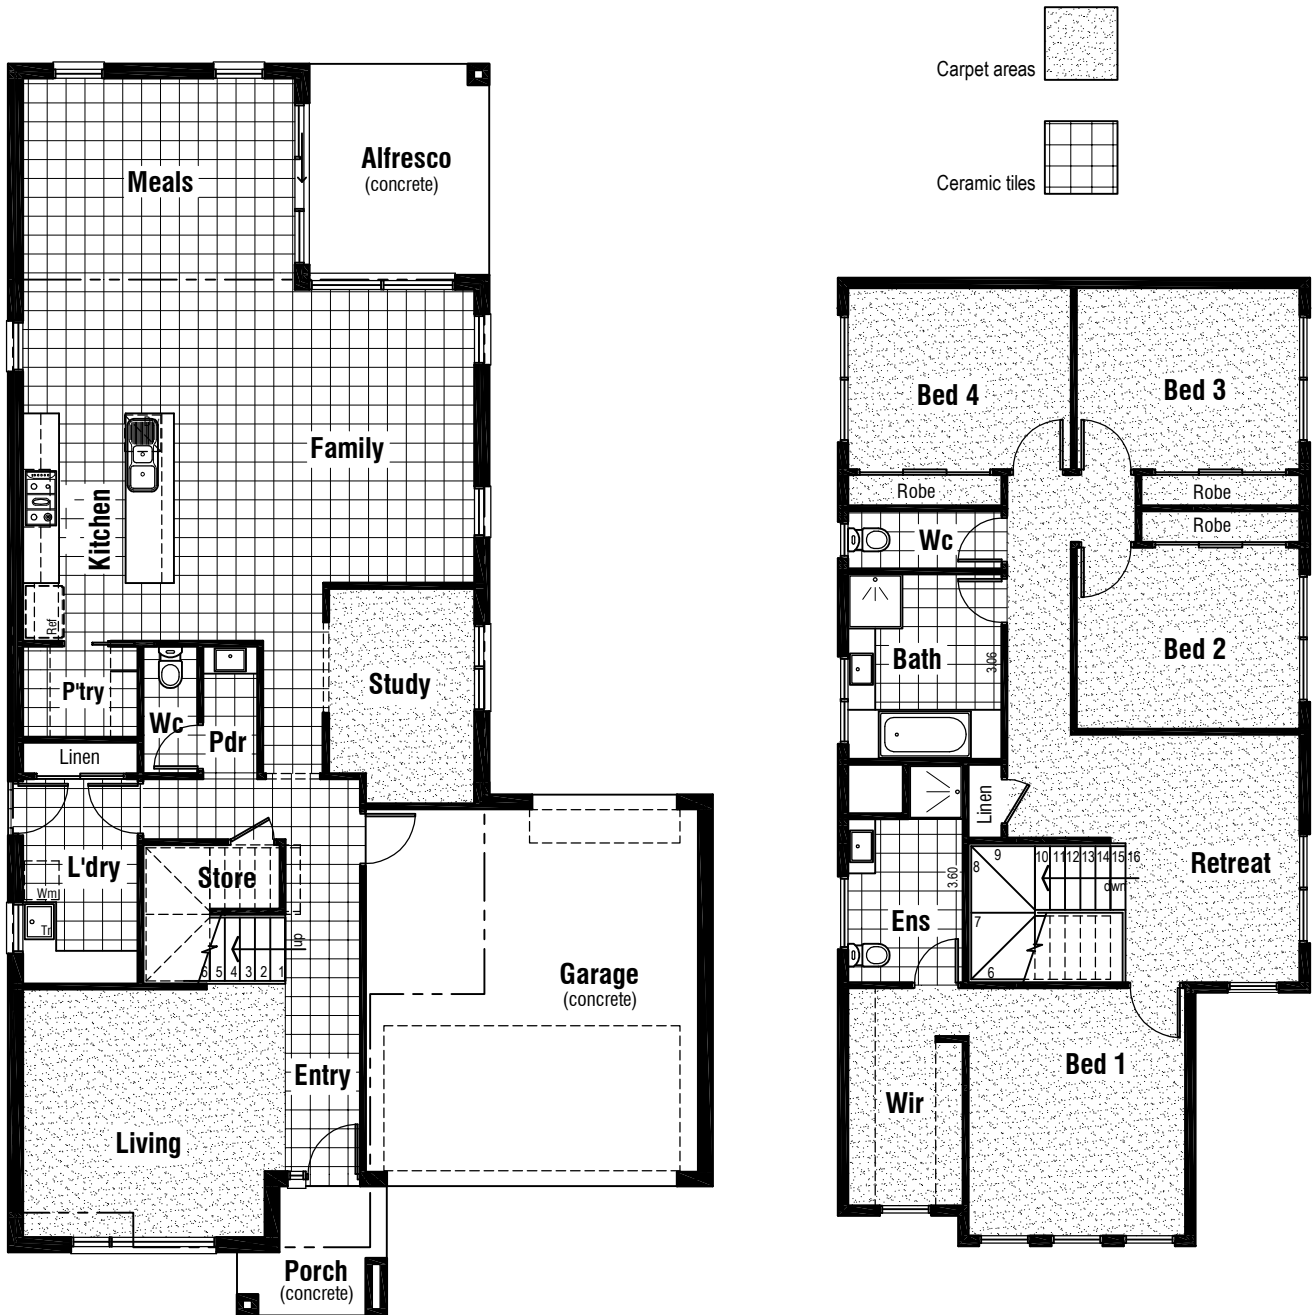 Carpet areas
Ceramic tiles
Meals
Alfresco
(concrete)
Family
Kitchen
Ref
P'try
Wc
Pdr
Study
Linen
L'dry
Wm
Tr
Store
up
6 5 4 3 2 1
Garage
(concrete)
Entry
Living
Porch
(concrete)
Bed 4
Bed 3
Robe
Robe
Robe
Wc
Bath
3.06
Bed 2
Linen
Retreat
9
10 11 12 13 14 15 16
8
7
6
3.60
Ens
Bed 1
Wir